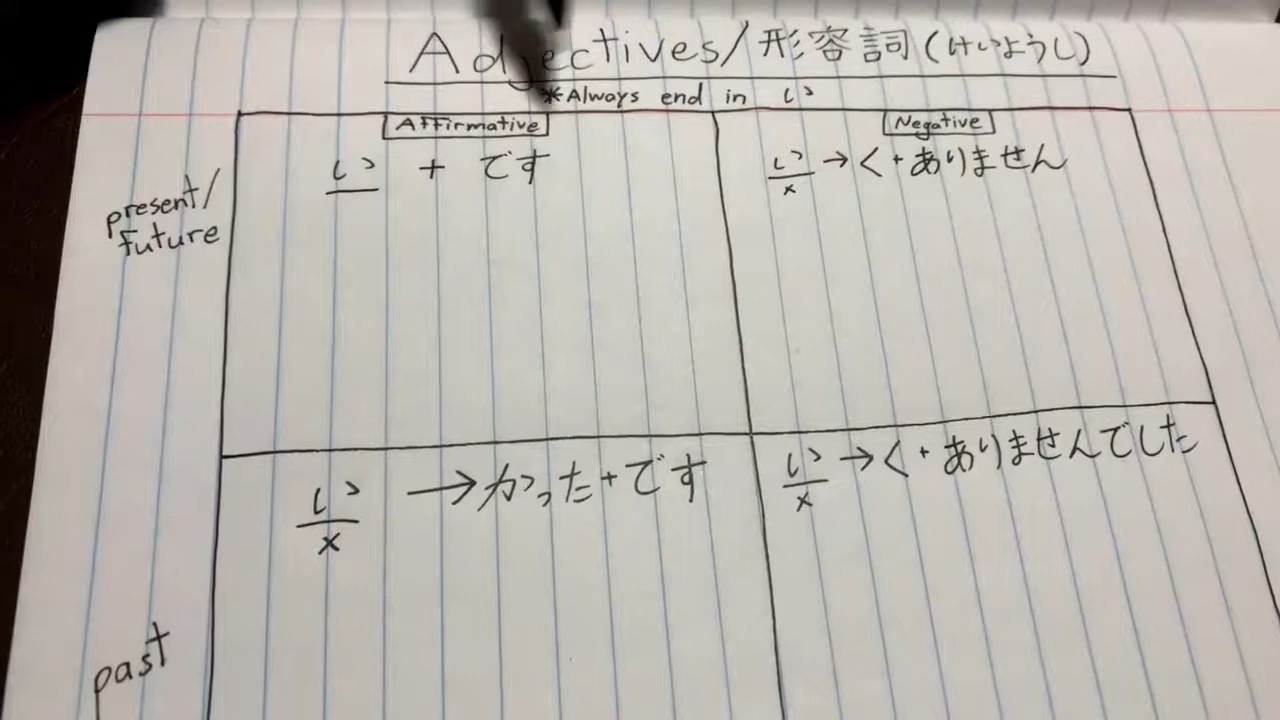 Adjectives/形容詞(けいようし)
*Always end in い
Affirmative
Negative
present/
future
い + です
い → く + ありません
x
past
い → かった + です
x
い → く + ありませんでした
x